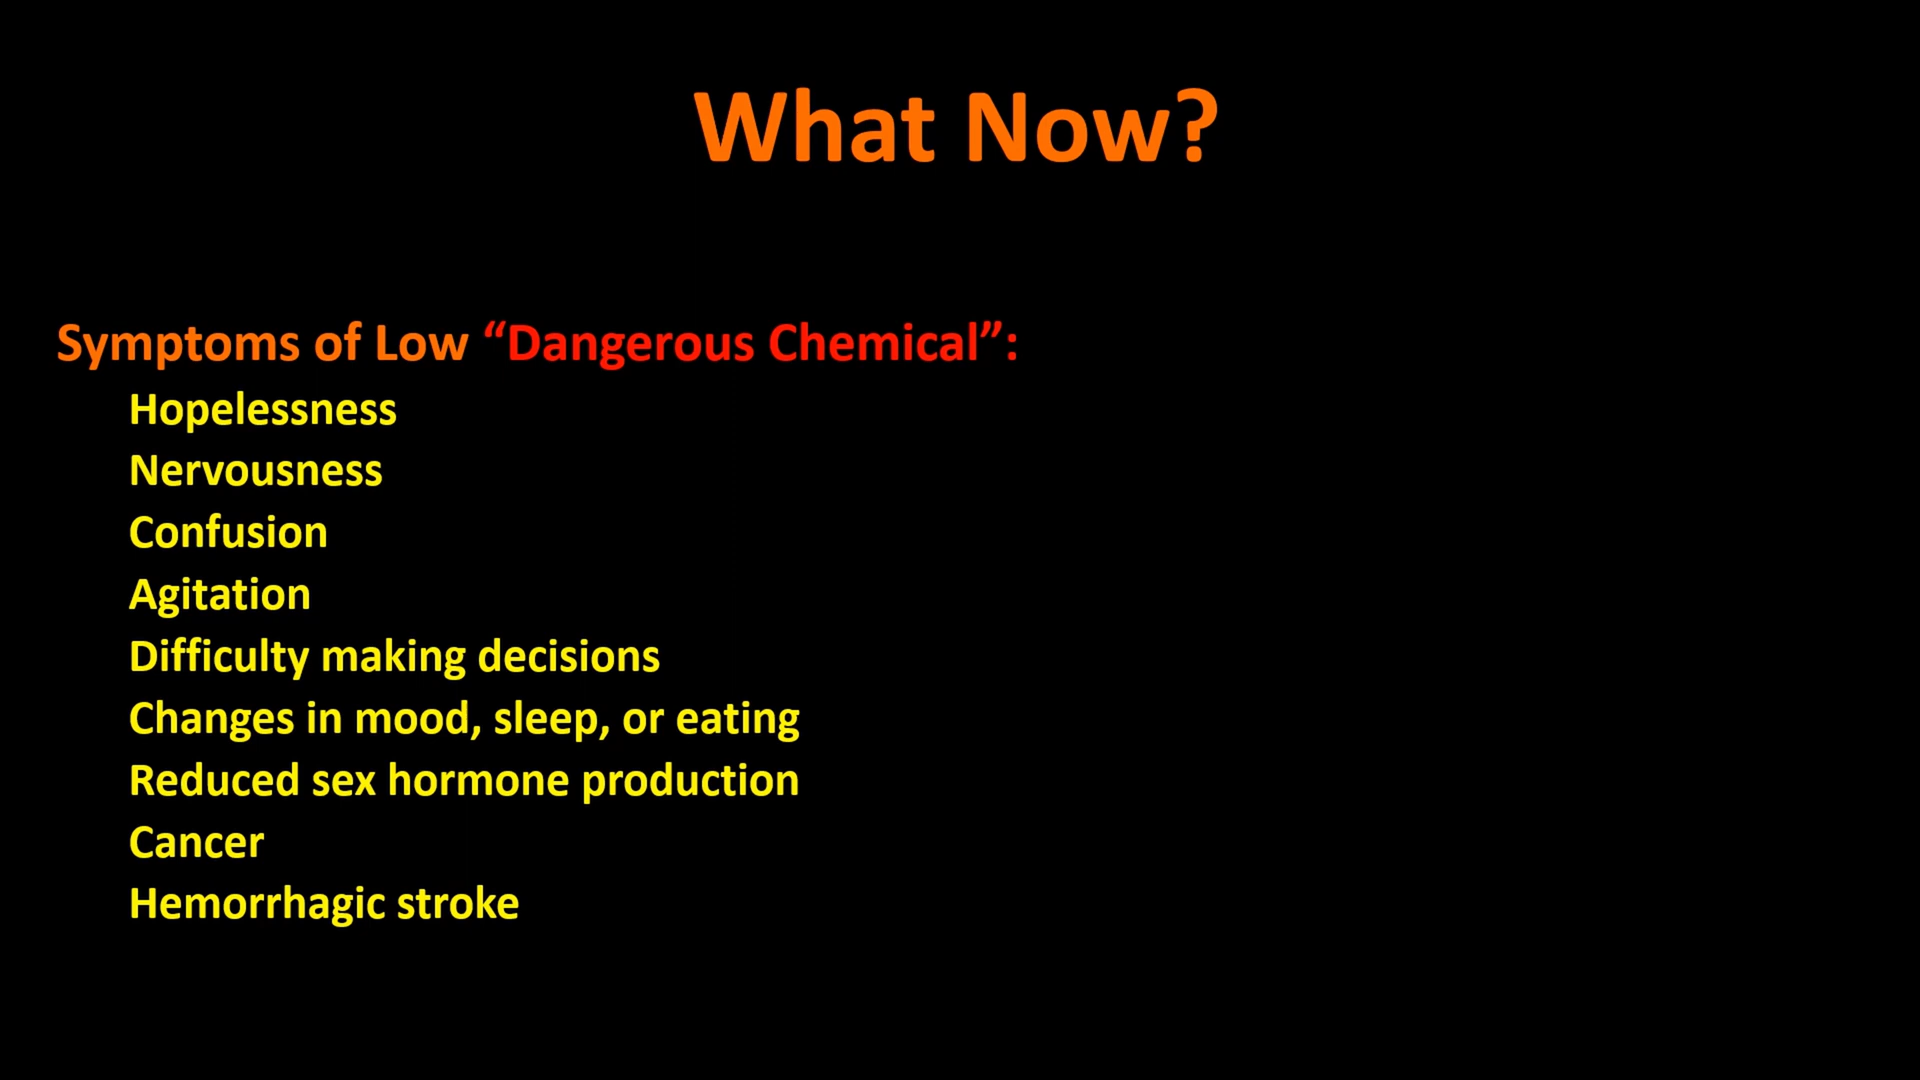 What Now?
Symptoms of Low “Dangerous Chemical”:
Hopelessness
Nervousness
Confusion
Agitation
Difficulty making decisions
Changes in mood, sleep, or eating
Reduced sex hormone production
Cancer
Hemorrhagic stroke